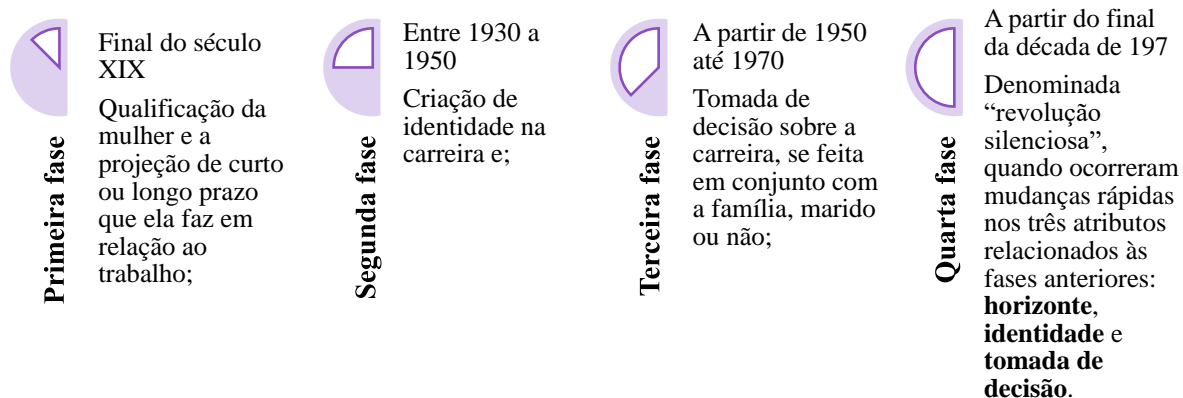 Primeira fase
Final do século
XIX
Qualificação da
mulher e a
projeção de curto
ou longo prazo
que ela faz em
relação ao
trabalho;
Segunda fase
Entre 1930 a
1950
Criação de
identidade na
carreira e;
Terceira fase
A partir de 1950
até 1970
Tomada de
decisão sobre a
carreira, se feita
em conjunto com
a família, marido
ou não;
Quarta fase
A partir do final
da década de 197
Denominada
“revolução
silenciosa”,
quando ocorreram
mudanças rápidas
nos três atributos
relacionados às
fases anteriores:
horizonte,
identidade e
tomada de
decisão.